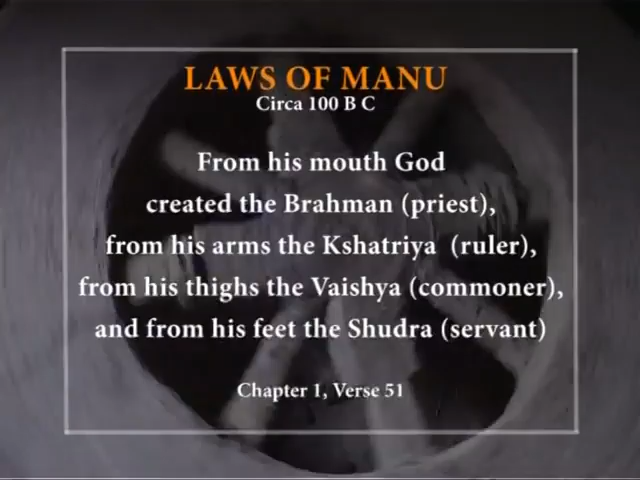 LAWS OF MANU
Circa 100 B C
From his mouth God
created the Brahman (priest),
from his arms the Kshatriya (ruler),
from his thighs the Vaishya (commoner),
and from his feet the Shudra (servant)
Chapter 1, Verse 51